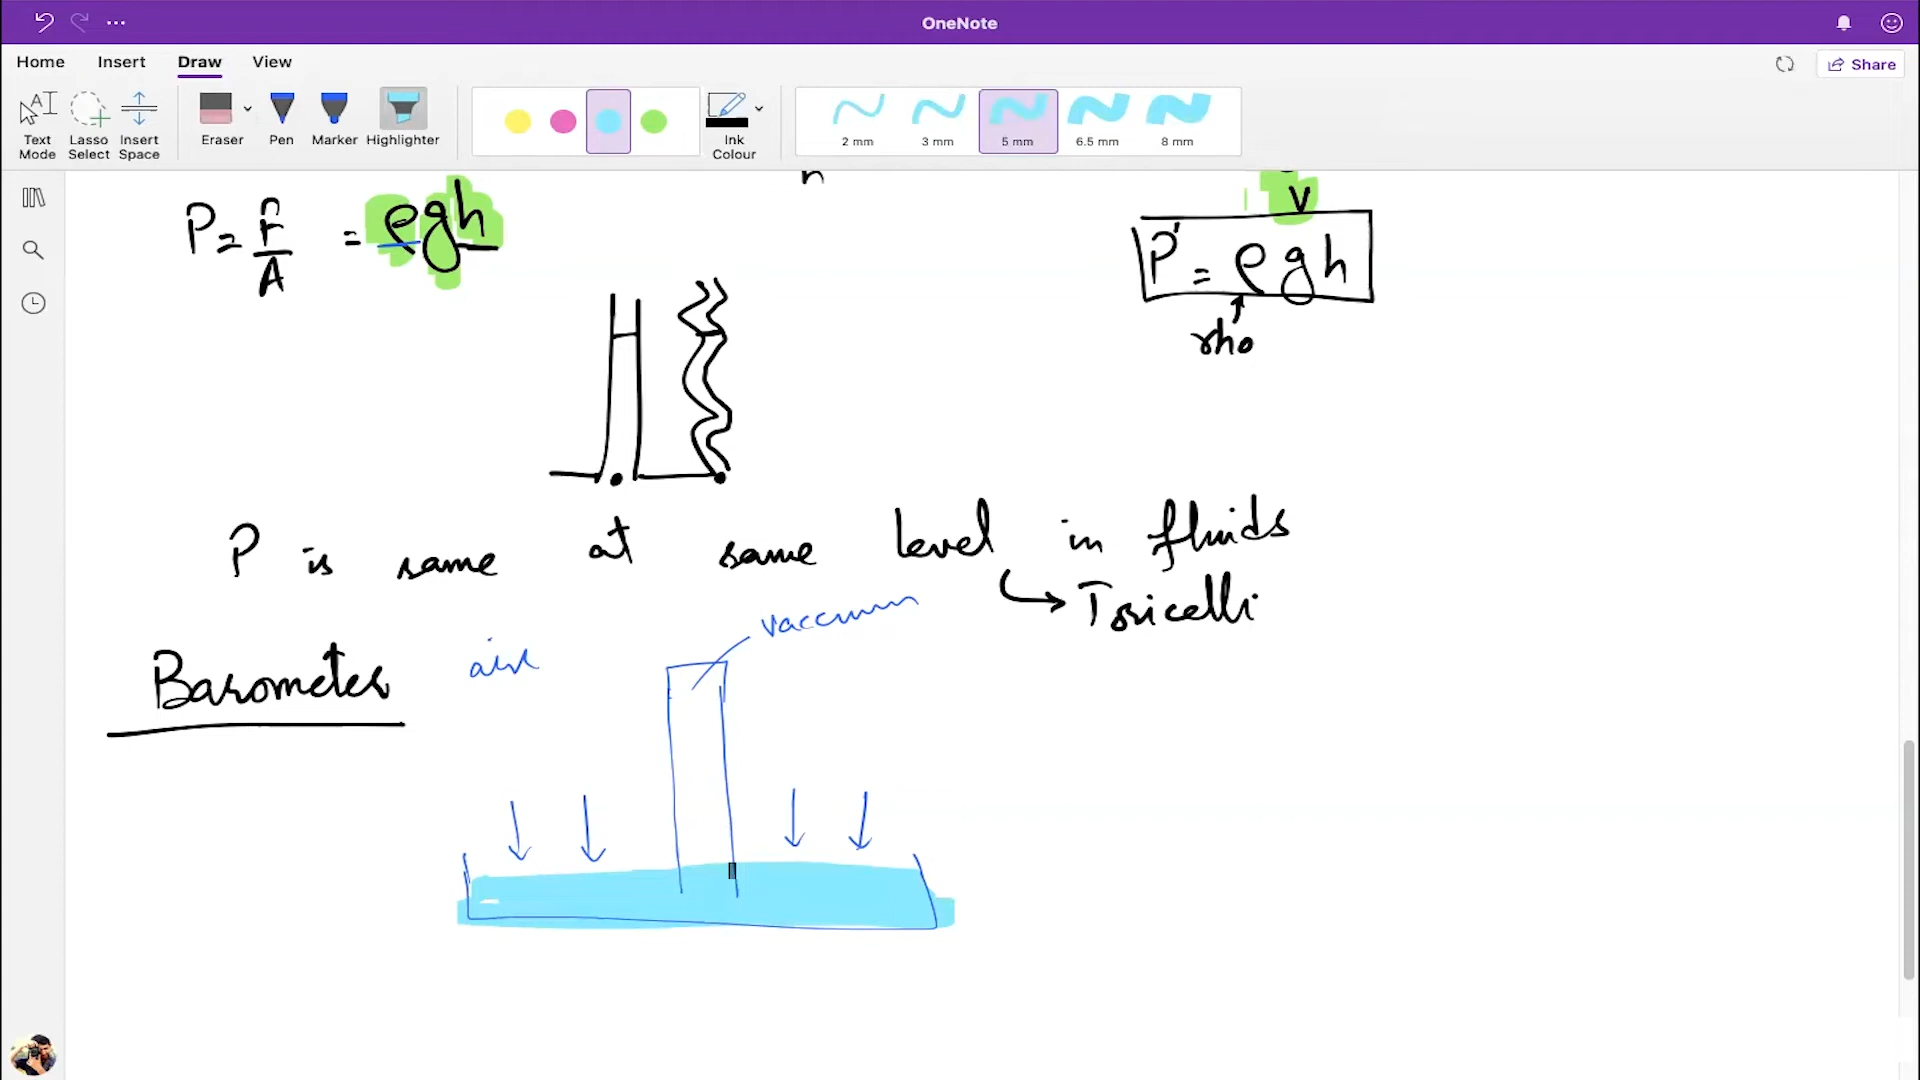 OneNote
Home Insert Draw View
Share
Text Mode
Lasso Select
Insert Space
Eraser
Pen
Marker
Highlighter
Ink Colour
2 mm
3 mm
5 mm
6.5 mm
8 mm
h
V
P = F/A = ρgh
P = ρgh
rho
P is same at same level in fluids
Toricelli
vaccumm
air
Barometer